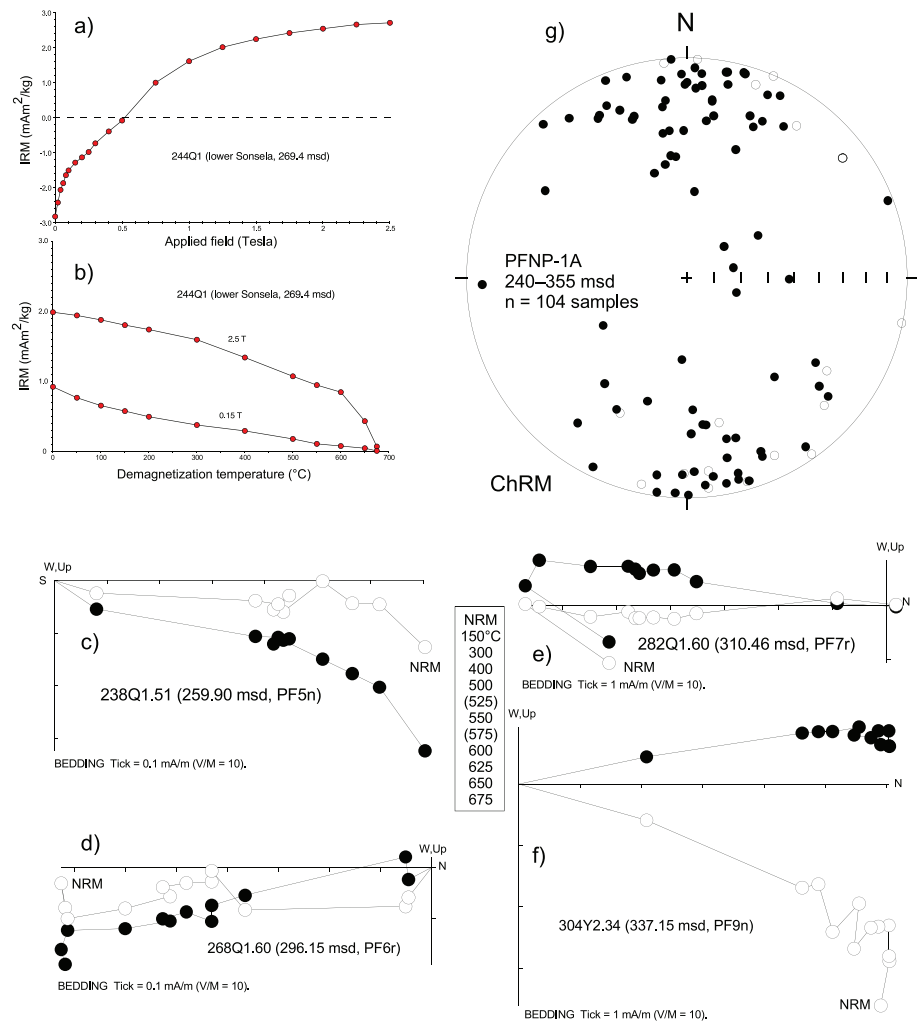 a)
IRM (mAm²/kg)
3.0
2.0
1.0
0.0
-1.0
-2.0
-3.0
244Q1 (lower Sonsela, 269.4 msd)
0
0.5
1
1.5
2
2.5
Applied field (Tesla)
b)
IRM (mAm²/kg)
3.0
2.0
1.0
0
244Q1 (lower Sonsela, 269.4 msd)
2.5 T
0.15 T
0
100
200
300
400
500
600
700
Demagnetization temperature (°C)
g)
N
PFNP-1A
240–355 msd
n = 104 samples
ChRM
c)
W,Up
S
NRM
238Q1.51 (259.90 msd, PF5n)
BEDDING Tick = 0.1 mA/m (V/M = 10).
d)
W,Up
N
NRM
268Q1.60 (296.15 msd, PF6r)
BEDDING Tick = 0.1 mA/m (V/M = 10).
NRM
150°C
300
400
500
(525)
550
(575)
600
625
650
675
e)
W,Up
N
NRM
282Q1.60 (310.46 msd, PF7r)
BEDDING Tick = 1 mA/m (V/M = 10).
W,Up
N
f)
304Y2.34 (337.15 msd, PF9n)
NRM
BEDDING Tick = 1 mA/m (V/M = 10).